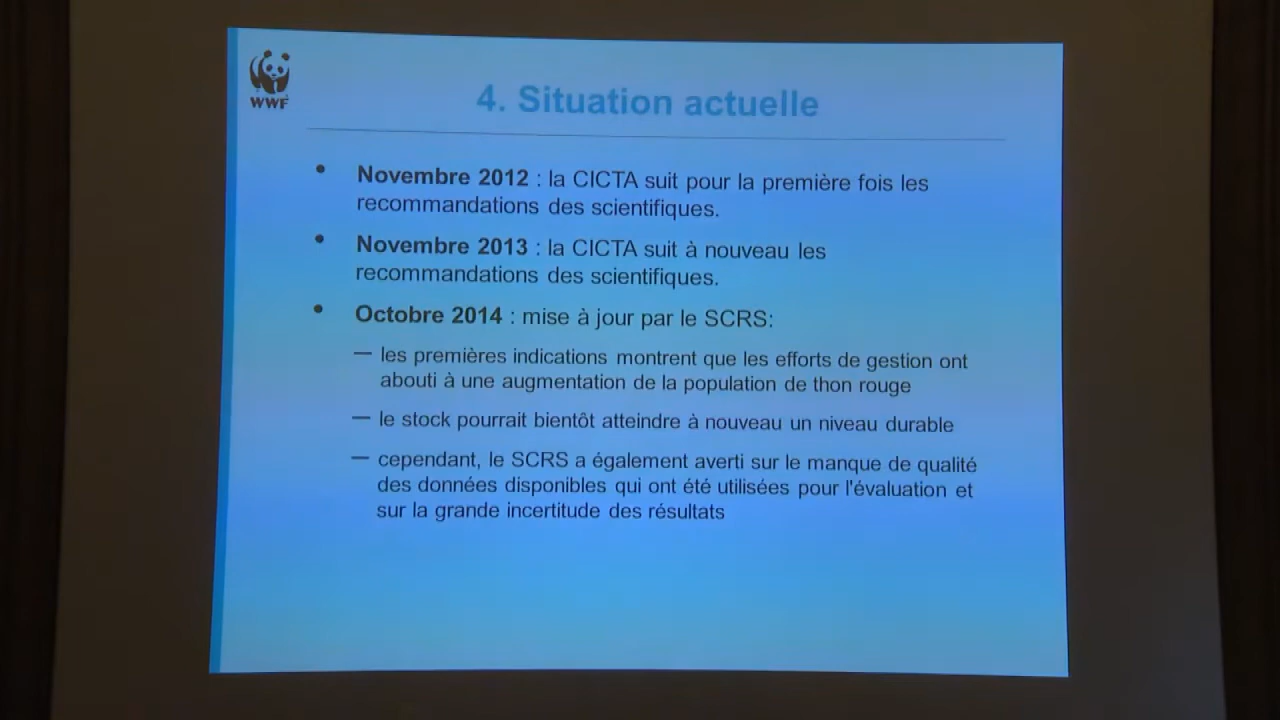 WWF
4. Situation actuelle
• Novembre 2012 : la CICTA suit pour la première fois les
recommandations des scientifiques.
• Novembre 2013 : la CICTA suit à nouveau les
recommandations des scientifiques.
• Octobre 2014 : mise à jour par le SCRS:
— les premières indications montrent que les efforts de gestion ont
abouti à une augmentation de la population de thon rouge
— le stock pourrait bientôt atteindre à nouveau un niveau durable
— cependant, le SCRS a également averti sur le manque de qualité
des données disponibles qui ont été utilisées pour l'évaluation et
sur la grande incertitude des résultats